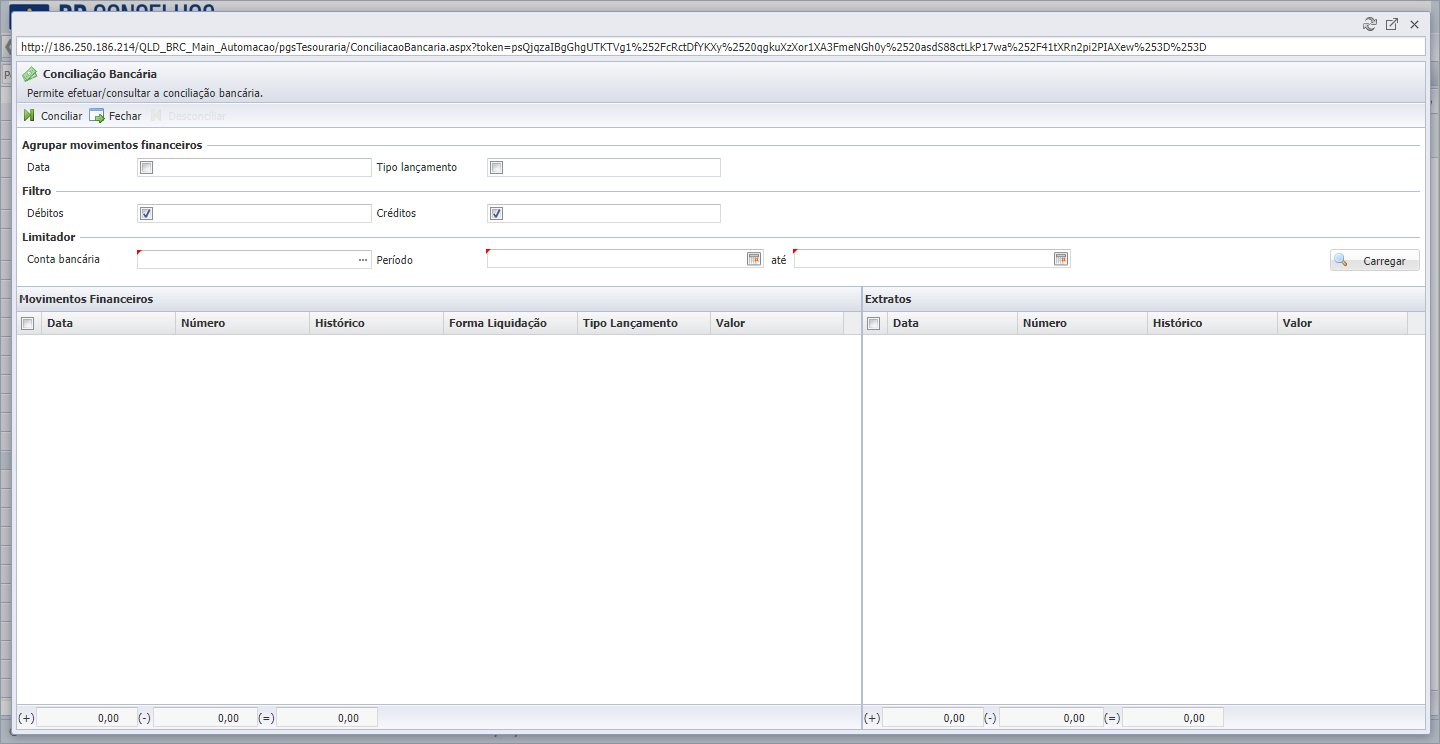 http://186.250.186.214/QLD_BRC_Main_Automacao/pgsTesouraria/ConciliacaoBancaria.aspx?token=psQjqzaIBgGhgUTKTVg1%252FcRctDfYKXy%2520qgkuXzXor1XA3FmeNGh0y%2520asdS88ctLkP17wa%252F41tXRn2pi2PIAXew%253D%253D
Conciliação Bancária
Permite efetuar/consultar a conciliação bancária.
Conciliar Fechar Desconciliar
Agrupar movimentos financeiros
Data Tipo lançamento
Filtro
Débitos Créditos
Limitador
Conta bancária ... Período até Carregar
Movimentos Financeiros Extratos
Data Número Histórico Forma Liquidação Tipo Lançamento Valor Data Número Histórico Valor
(+) 0,00 (-) 0,00 (=) 0,00 (+) 0,00 (-) 0,00 (=) 0,00